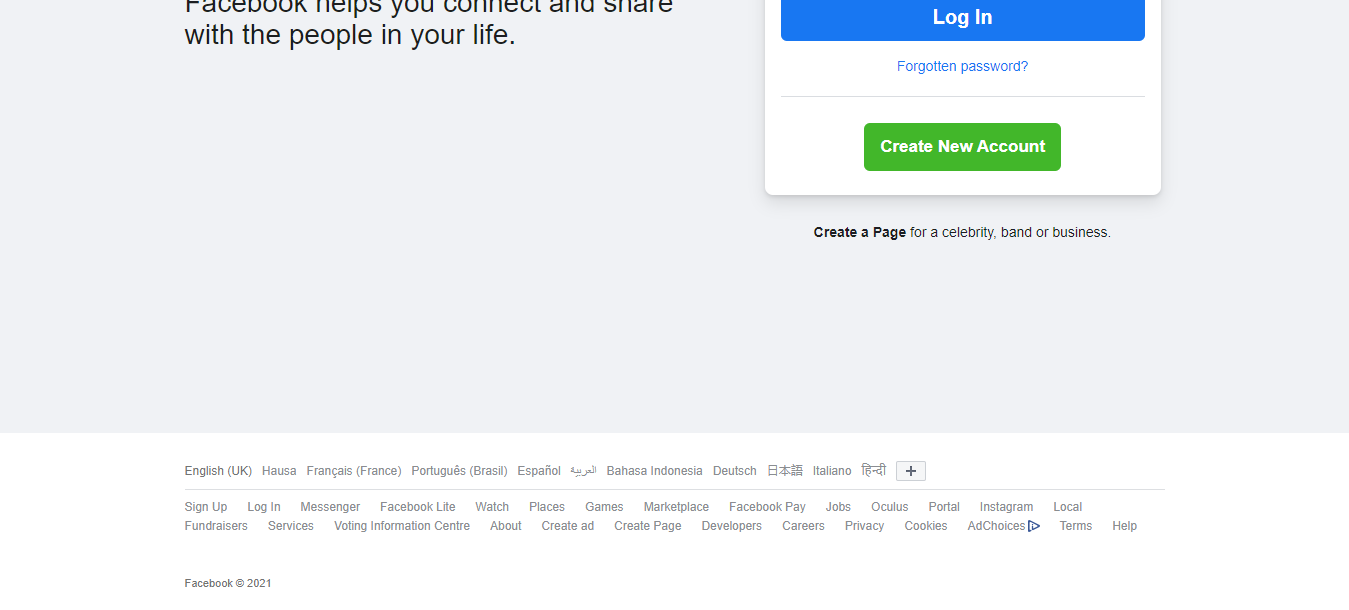 Facebook helps you connect and share
with the people in your life.
Log In
Forgotten password?
Create New Account
Create a Page for a celebrity, band or business.
English (UK) Hausa Français (France) Português (Brasil) Español العربية Bahasa Indonesia Deutsch 日本語 Italiano हिन्दी +
Sign Up Log In Messenger Facebook Lite Watch Places Games Marketplace Facebook Pay Jobs Oculus Portal Instagram Local
Fundraisers Services Voting Information Centre About Create ad Create Page Developers Careers Privacy Cookies AdChoices Terms Help
Facebook © 2021